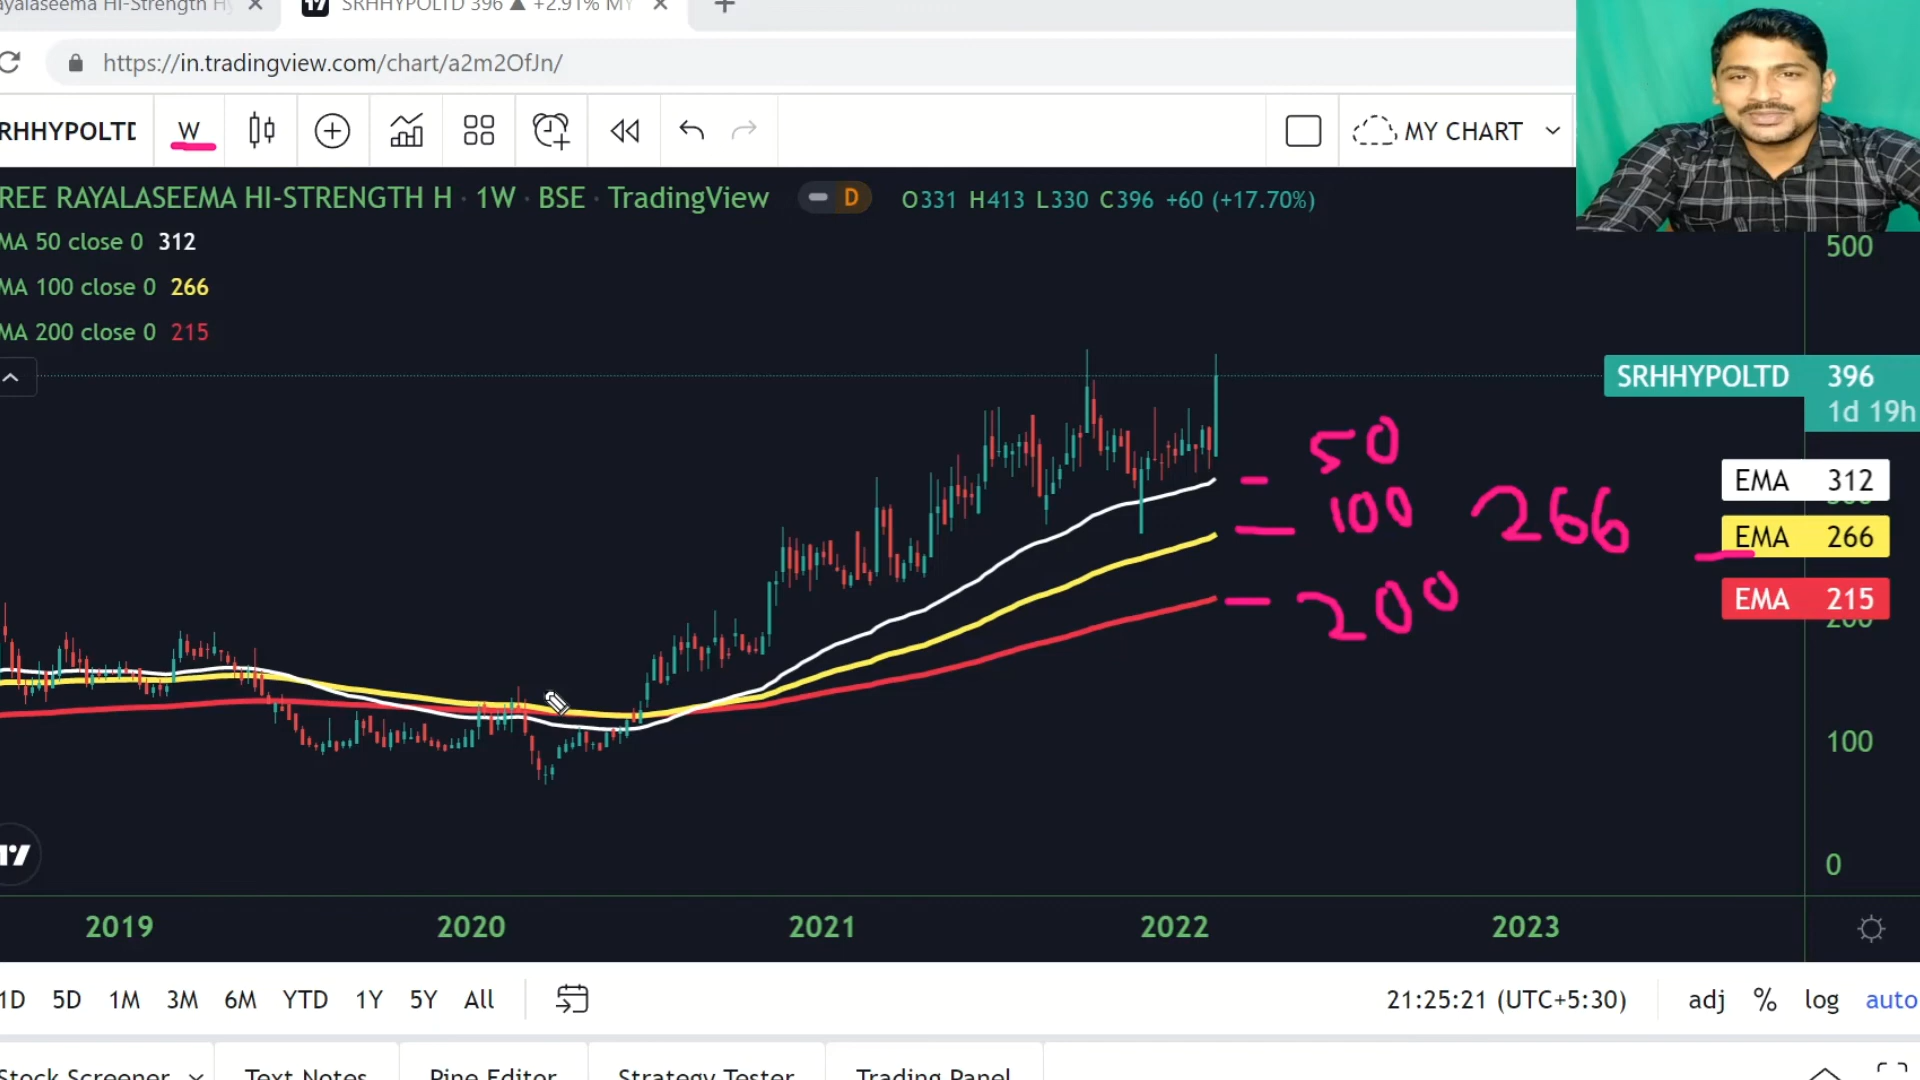 ayalaseema Hi-Strength Hy
SRHHYPOLTD 396 ▲ +2.91% MY
https://in.tradingview.com/chart/a2m2OfJn/
RHHYPOLTD
W
MY CHART
REE RAYALASEEMA HI-STRENGTH H · 1W · BSE · TradingView
D
O331 H413 L330 C396 +60 (+17.70%)
MA 50 close 0 312
MA 100 close 0 266
MA 200 close 0 215
500
SRHHYPOLTD 396
1d 19h
50
EMA 312
100 266
EMA 266
200
EMA 215
200
100
0
2019 2020 2021 2022 2023
1D 5D 1M 3M 6M YTD 1Y 5Y All
21:25:21 (UTC+5:30)
adj % log auto
Stock Screener
Text Notes
Pine Editor
Strategy Tester
Trading Panel